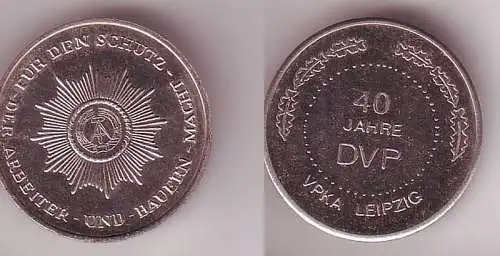 FÜR DEN SCHUTZ - DER ARBEITER - UND - BAUERN - MACHT
40
JAHRE
DVP
VPKA LEIPZIG